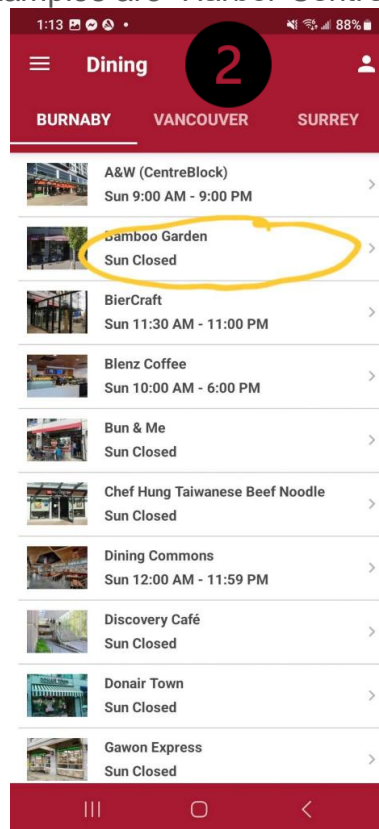 1:13 88%
Dining
2
BURNABY VANCOUVER SURREY
A&W (CentreBlock)
Sun 9:00 AM - 9:00 PM
Bamboo Garden
Sun Closed
BierCraft
Sun 11:30 AM - 11:00 PM
Blenz Coffee
Sun 10:00 AM - 6:00 PM
Bun & Me
Sun Closed
Chef Hung Taiwanese Beef Noodle
Sun Closed
Dining Commons
Sun 12:00 AM - 11:59 PM
Discovery Café
Sun Closed
Donair Town
Sun Closed
Gawon Express
Sun Closed